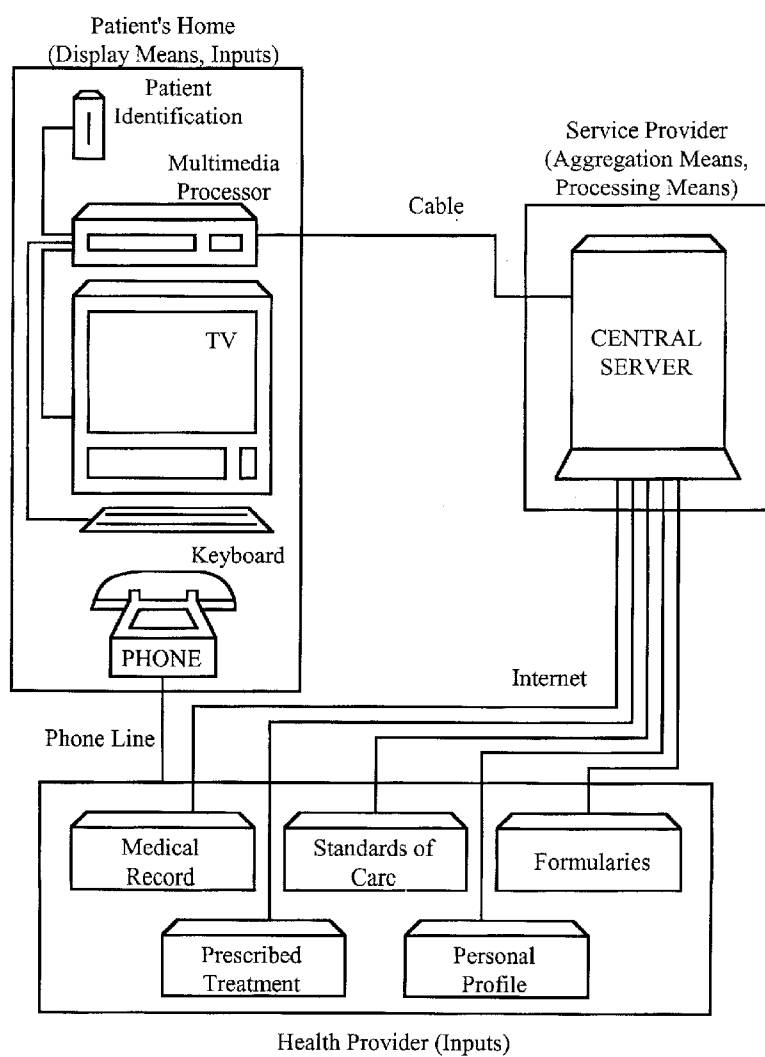 Patient's Home
(Display Means, Inputs)
Patient
Identification
Multimedia
Processor
TV
Keyboard
PHONE
Cable
Service Provider
(Aggregation Means,
Processing Means)
CENTRAL
SERVER
Internet
Phone Line
Medical
Record
Standards of
Carc
Formularies
Prescribed
Treatment
Personal
Profile
Health Provider (Inputs)